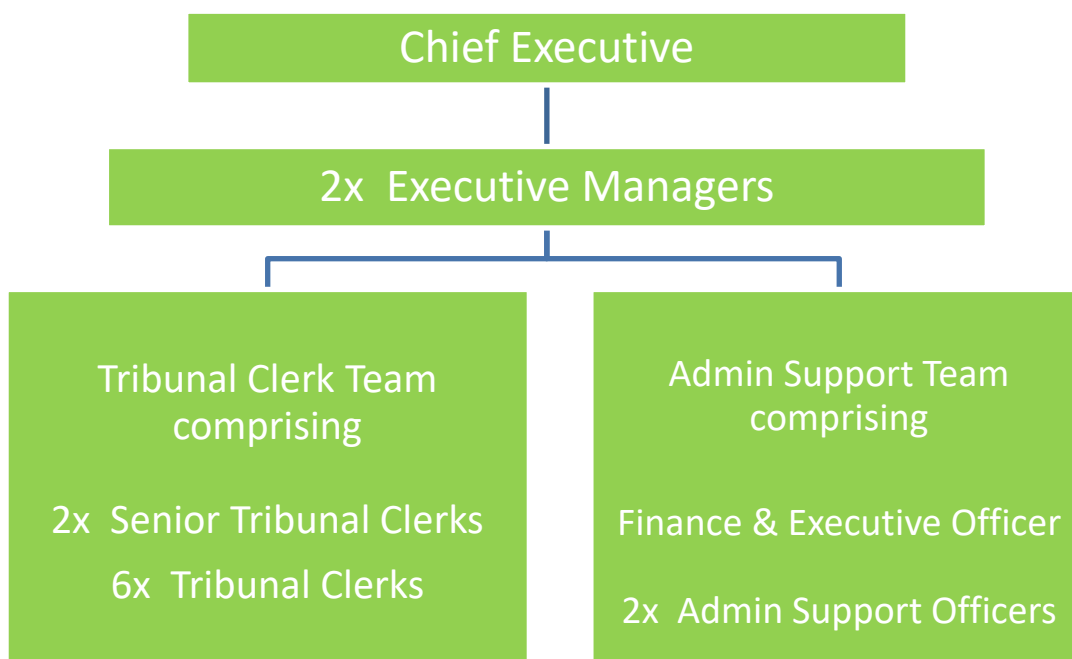 Chief Executive
2x Executive Managers
Tribunal Clerk Team
comprising
2x Senior Tribunal Clerks
6x Tribunal Clerks
Admin Support Team
comprising
Finance & Executive Officer
2x Admin Support Officers